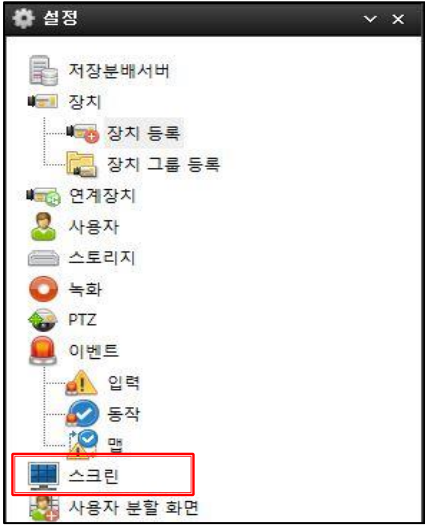 설정
저장분배서버
장치
장치 등록
장치 그룹 등록
연계장치
사용자
스토리지
녹화
PTZ
이벤트
입력
동작
맵
스크린
사용자 분할 화면